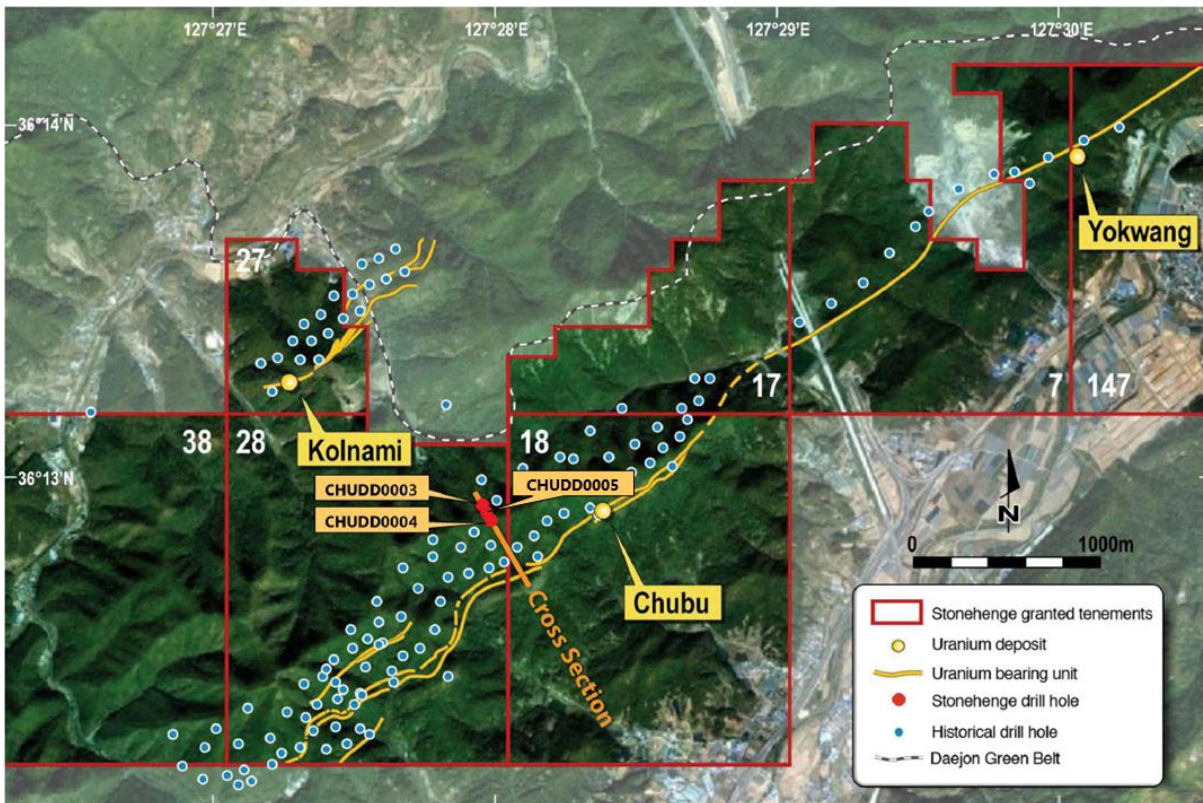 127°27'E
127°28'E
127°29'E
127°30'E
36°14'N
Yokwang
27
17
7
147
38
28
Kolnami
18
36°13'N
CHUDD0003
CHUDD0005
CHUDD0004
N
0
1000m
Chubu
Cross Section
Stonehenge granted tenements
Uranium deposit
Uranium bearing unit
Stonehenge drill hole
Historical drill hole
Daejon Green Belt